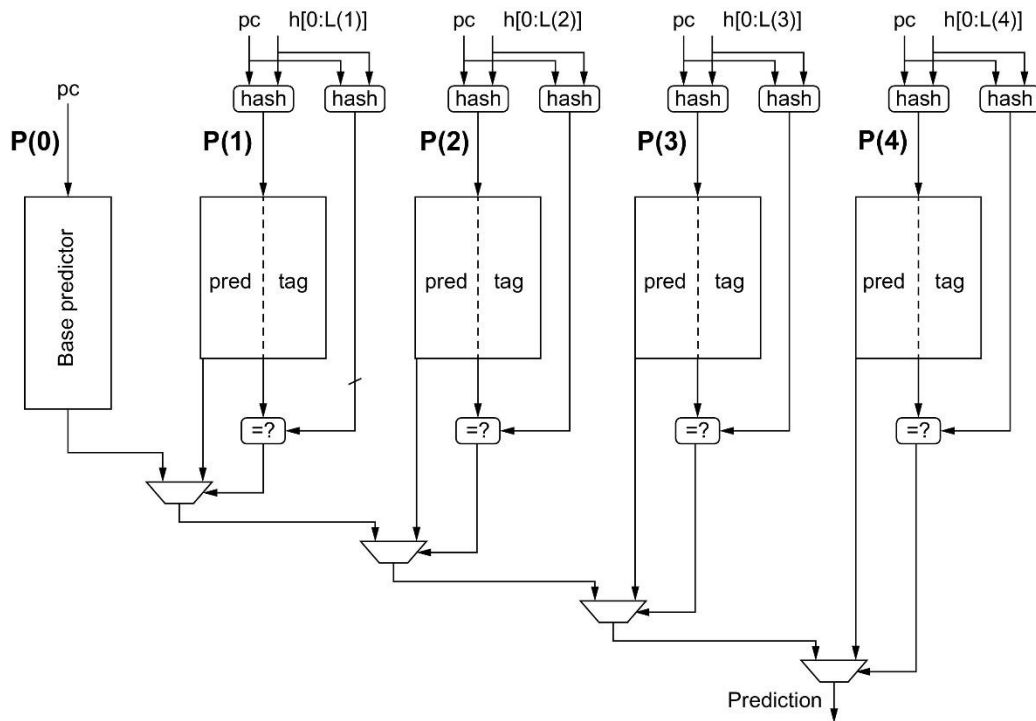 pc h[0:L(1)] pc h[0:L(2)] pc h[0:L(3)] pc h[0:L(4)]
pc hash hash hash hash hash hash hash hash
P(0) P(1) P(2) P(3) P(4)
Base predictor
pred tag pred tag pred tag pred tag
=? =? =? =?
Prediction